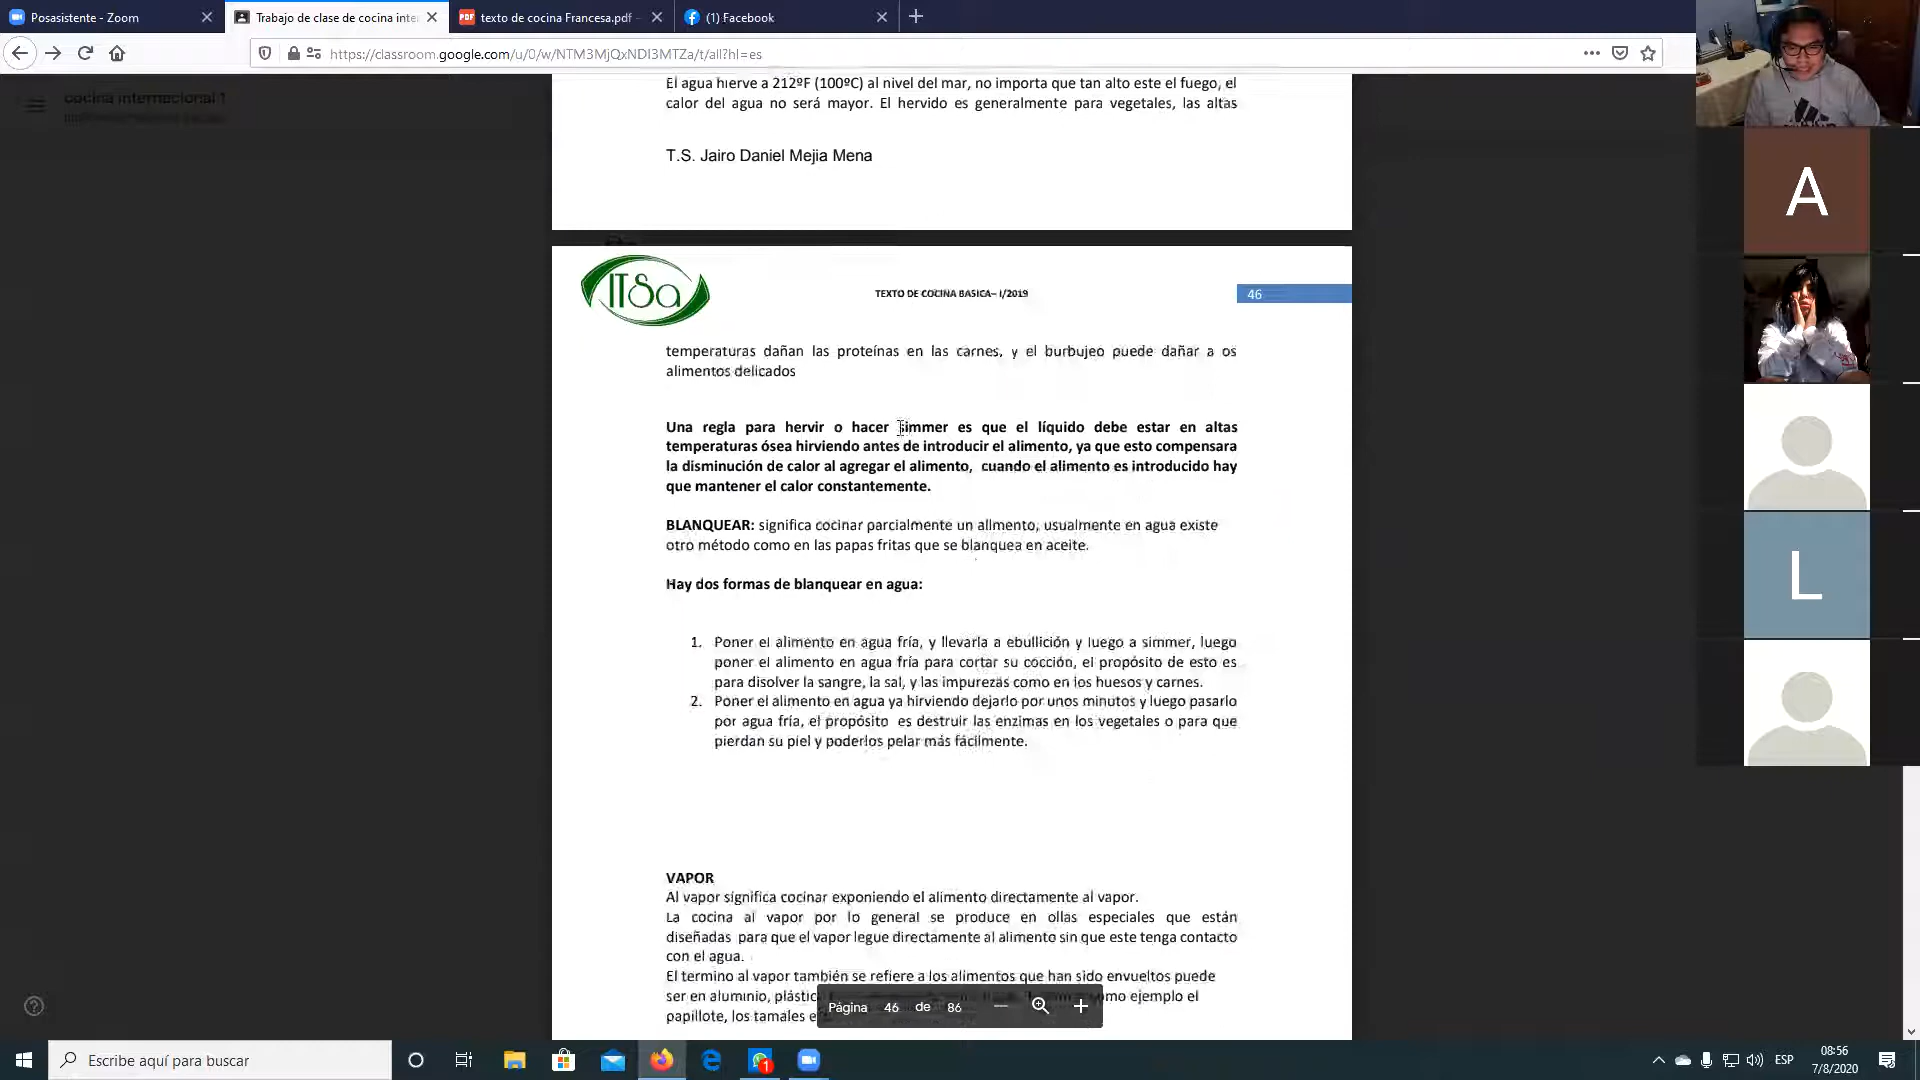 Posasistente - Zoom
Trabajo de clase de cocina inte
texto de cocina Francesa.pdf
(1) Facebook
https://classroom.google.com/u/0/w/NTM3MjQxNDI3MTZa/t/all?hl=es
cocina internacional 1
El agua hierve a 212ºF (100ºC) al nivel del mar, no importa que tan alto este el fuego, el
calor del agua no será mayor. El hervido es generalmente para vegetales, las altas
T.S. Jairo Daniel Mejia Mena
ITSa
TEXTO DE COCINA BASICA– I/2019
46
temperaturas dañan las proteínas en las carnes, y el burbujeo puede dañar a os
alimentos delicados
Una regla para hervir o hacer simmer es que el líquido debe estar en altas
temperaturas ósea hirviendo antes de introducir el alimento, ya que esto compensara
la disminución de calor al agregar el alimento, cuando el alimento es introducido hay
que mantener el calor constantemente.
BLANQUEAR: significa cocinar parcialmente un alimento, usualmente en agua existe
otro método como en las papas fritas que se blanquea en aceite.
Hay dos formas de blanquear en agua:
1. Poner el alimento en agua fría, y llevarla a ebullición y luego a simmer, luego
poner el alimento en agua fría para cortar su cocción, el propósito de esto es
para disolver la sangre, la sal, y las impurezas como en los huesos y carnes.
2. Poner el alimento en agua ya hirviendo dejarlo por unos minutos y luego pasarlo
por agua fría, el propósito es destruir las enzimas en los vegetales o para que
pierdan su piel y poderlos pelar más fácilmente.
VAPOR
Al vapor significa cocinar exponiendo el alimento directamente al vapor.
La cocina al vapor por lo general se produce en ollas especiales que están
diseñadas para que el vapor legue directamente al alimento sin que este tenga contacto
con el agua.
El termino al vapor también se refiere a los alimentos que han sido envueltos puede
ser en aluminio, plástic omo ejemplo el
papillote, los tamales e
Página 46 de 86
A
L
Escribe aquí para buscar
1
ESP
08:56
7/8/2020